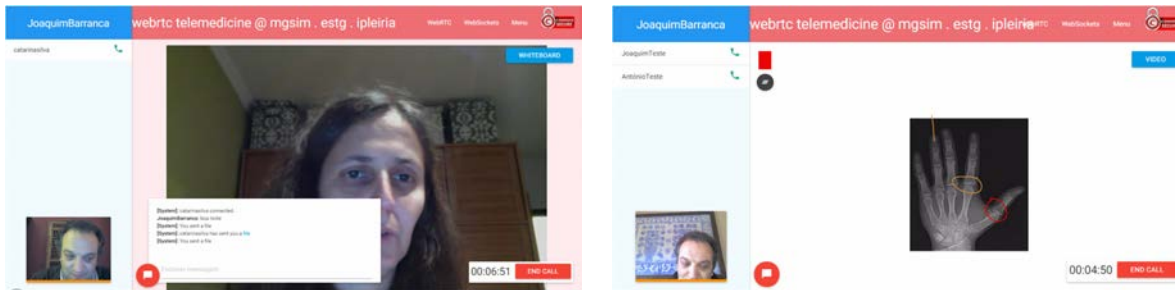 JoaquimBarranca
webrtc telemedicine @ mgsim . estg . ipleiria
WebRTC WebSockets Menu
catarinasilva
WHITEBOARD
[System]: catarinasilva connected.
JoaquimBarranca: boa noite
[System]: You sent a file
[System]: catarinasilva has sent you a file
[System]: You sent a file
00:06:51 END CALL
JoaquimBarranca
webrtc telemedicine @ mgsim . estg . ipleiria
WebSockets Menu
JoaquimTeste
AntónioTeste
VIDEO
00:04:50 END CALL